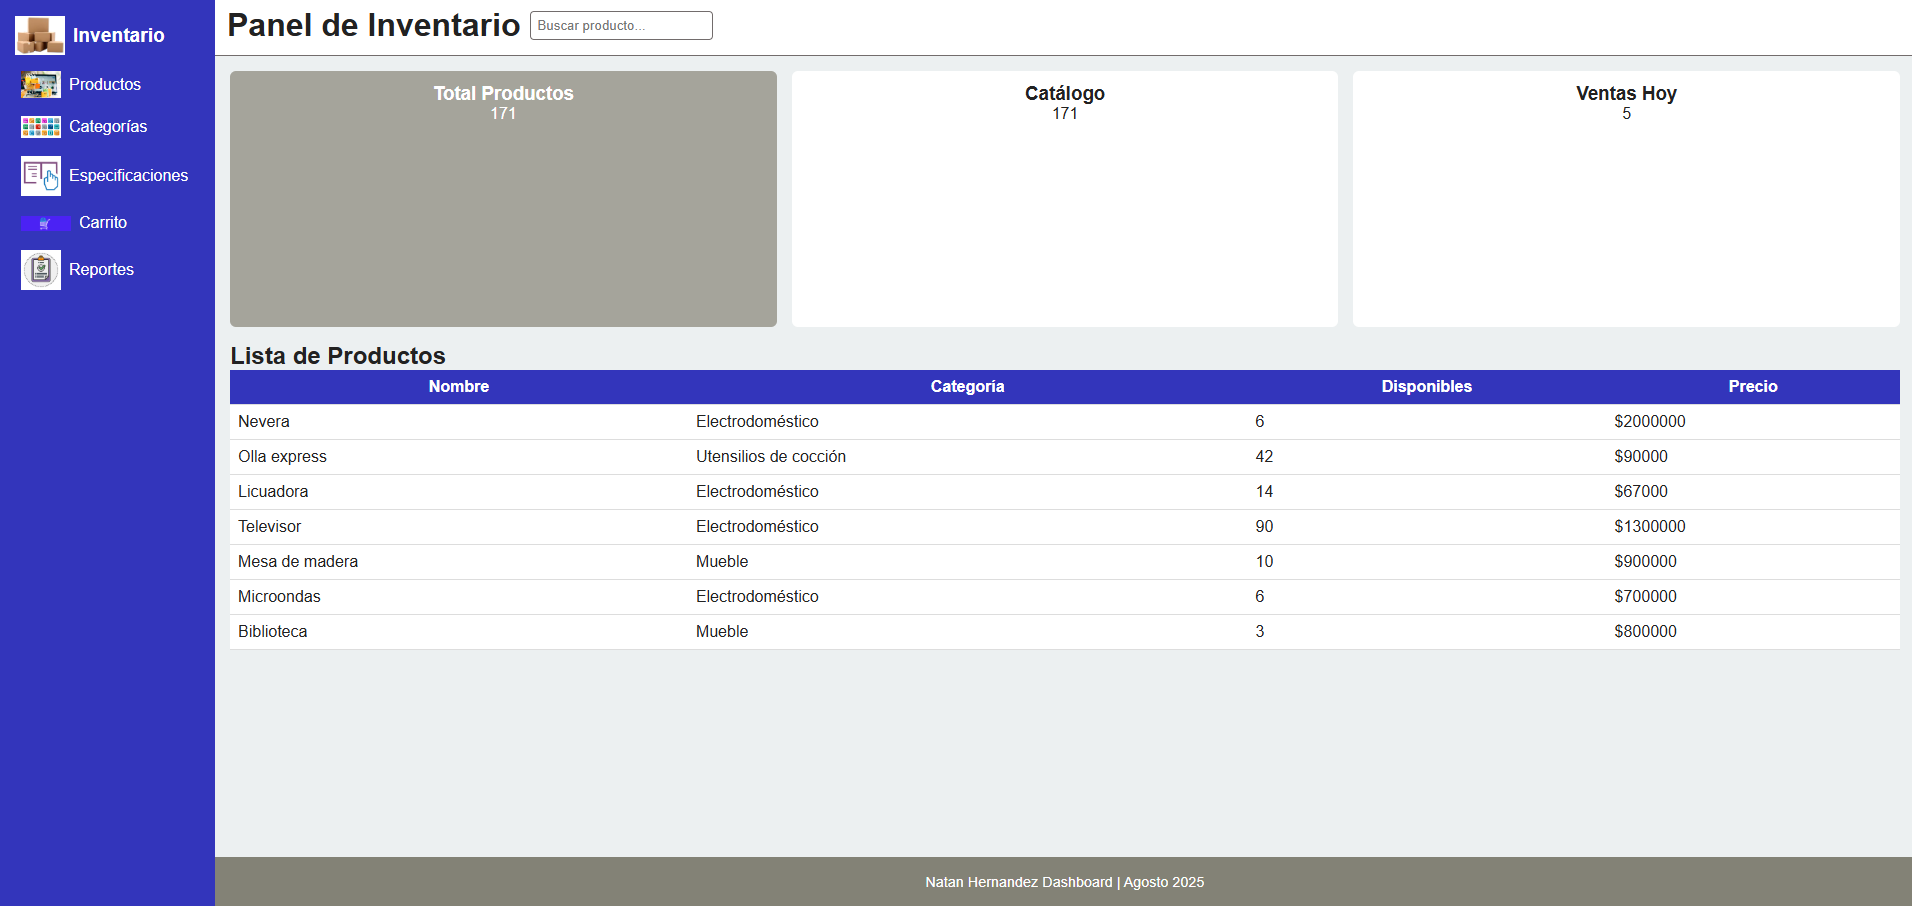 Inventario
Productos
Categorías
Especificaciones
Carrito
Reportes
Panel de Inventario Buscar producto...
Total Productos
171
Catálogo
171
Ventas Hoy
5
Lista de Productos
Nombre Categoría Disponibles Precio
Nevera Electrodoméstico 6 $2000000
Olla express Utensilios de cocción 42 $90000
Licuadora Electrodoméstico 14 $67000
Televisor Electrodoméstico 90 $1300000
Mesa de madera Mueble 10 $900000
Microondas Electrodoméstico 6 $700000
Biblioteca Mueble 3 $800000
Natan Hernandez Dashboard | Agosto 2025